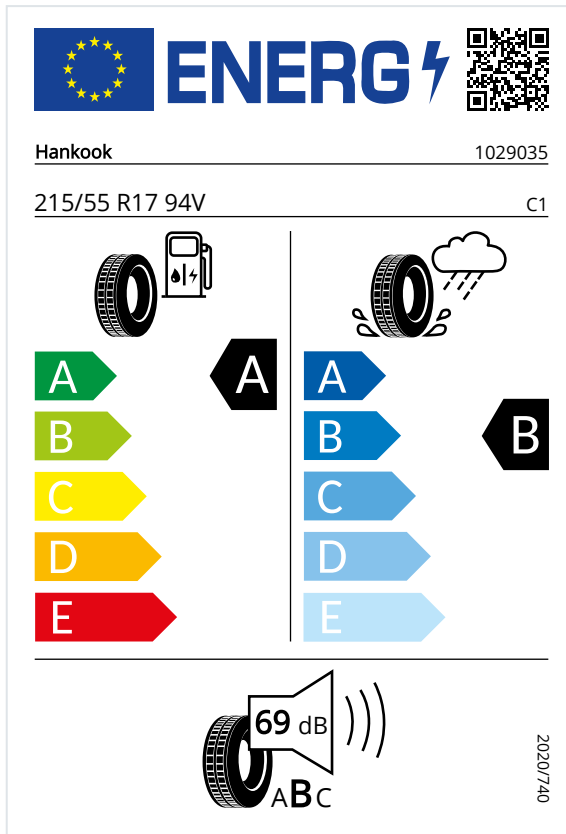 ENERG
Hankook 1029035
215/55 R17 94V C1
A A A
B B B
C C
D D
E E
69 dB
ABC
2020/740